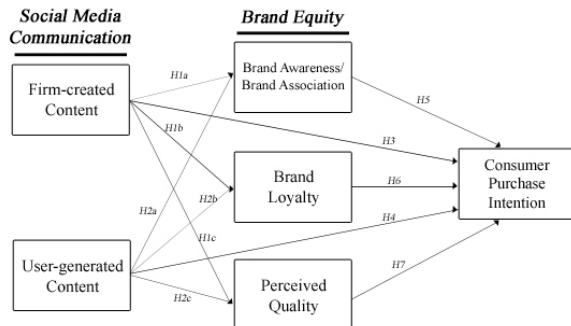 Social Media
Communication
Brand Equity
Firm-created
Content
User-generated
Content
Brand Awareness/
Brand Association
Brand
Loyalty
Perceived
Quality
Consumer
Purchase
Intention
H1a
H1b
H2a
H2b
H1c
H2c
H3
H4
H5
H6
H7